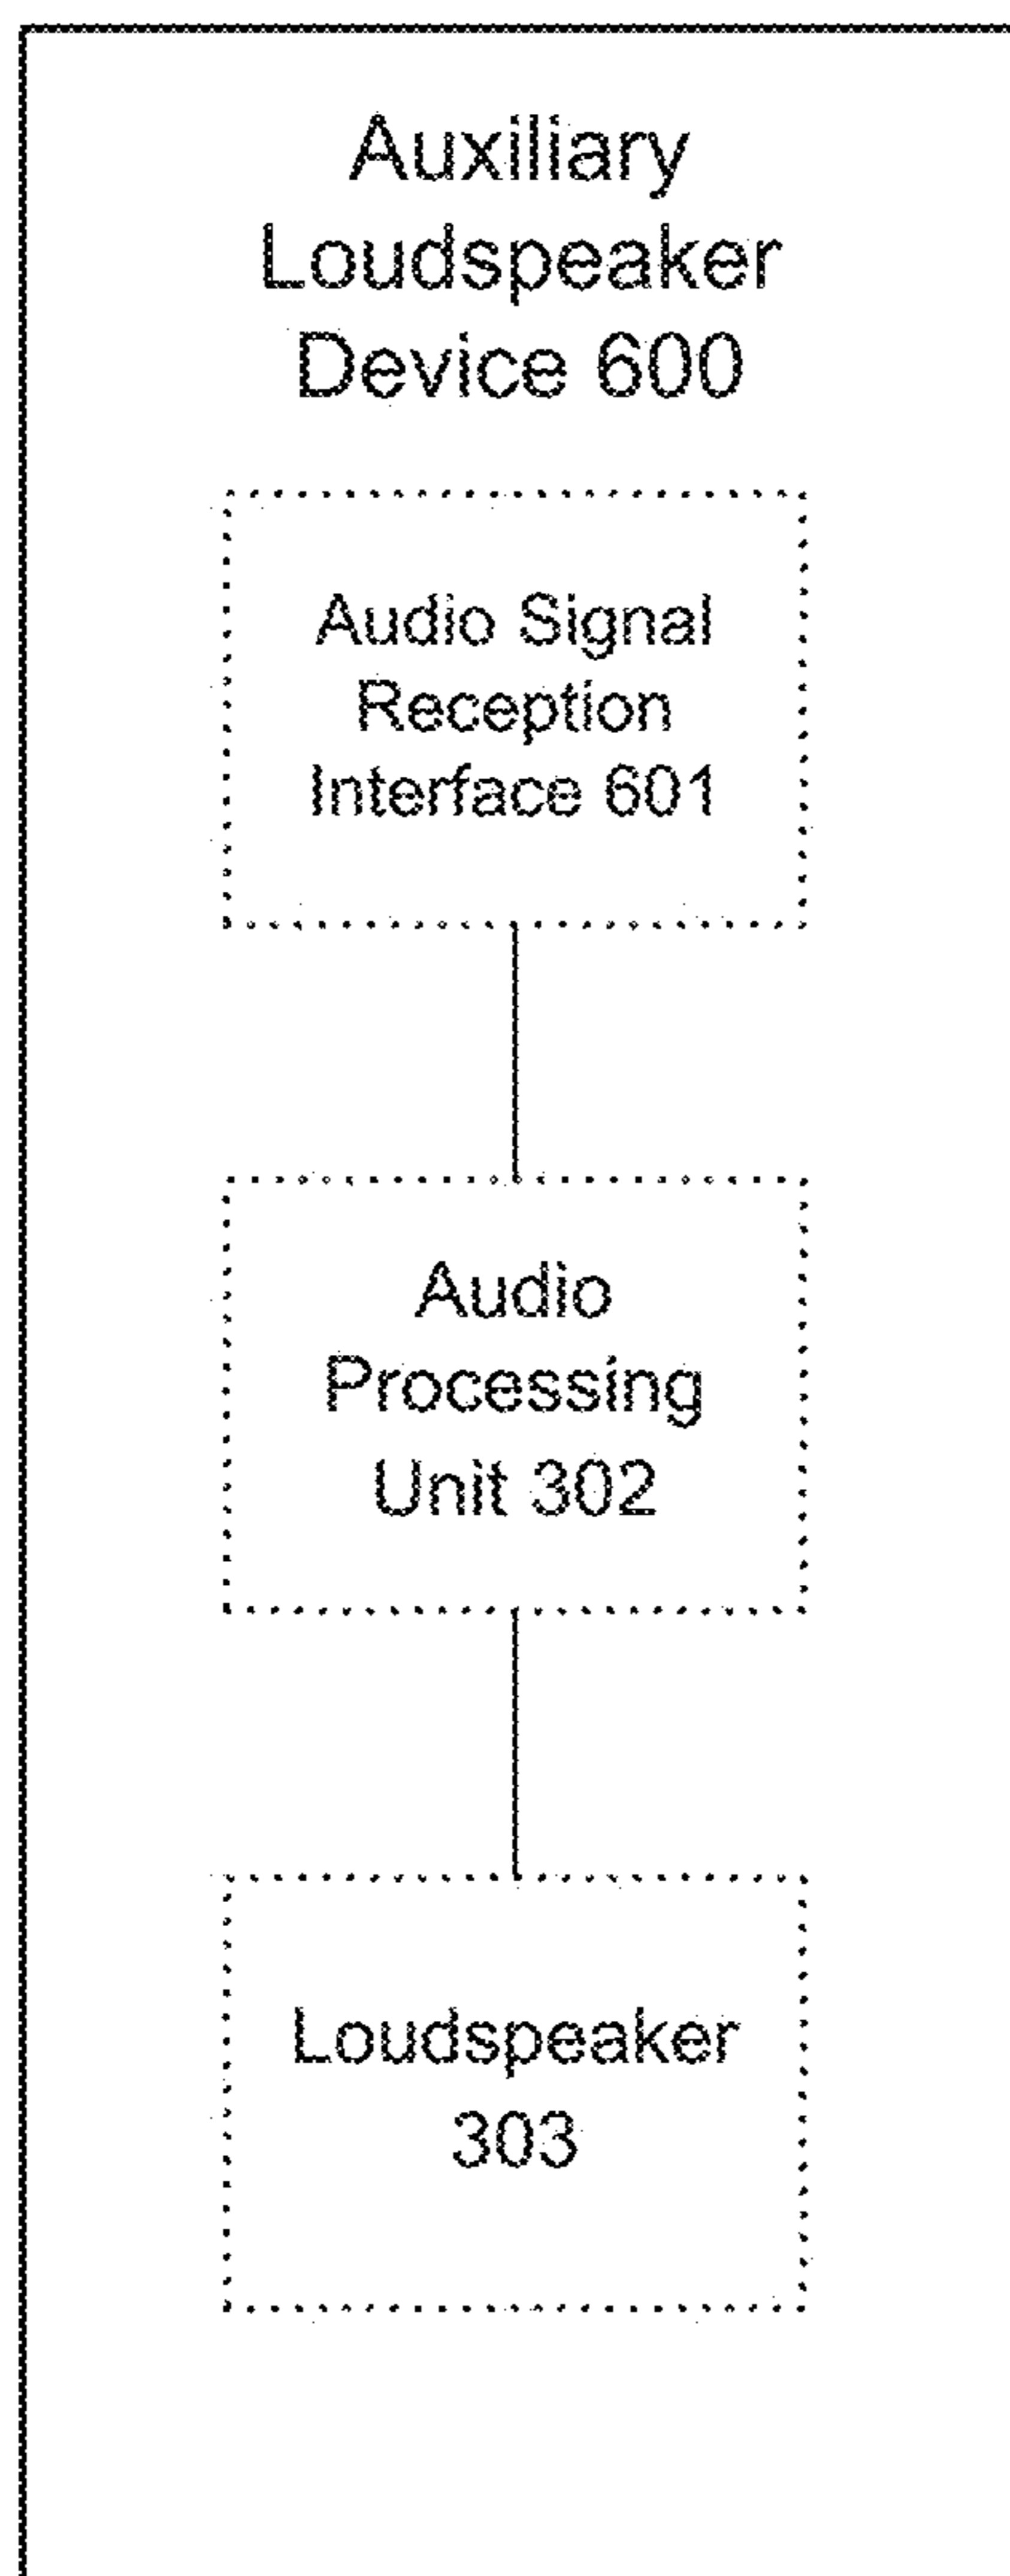 Auxiliary
Loudspeaker
Device 600
Audio Signal
Reception
Interface 601
Audio
Processing
Unit 302
Loudspeaker
303